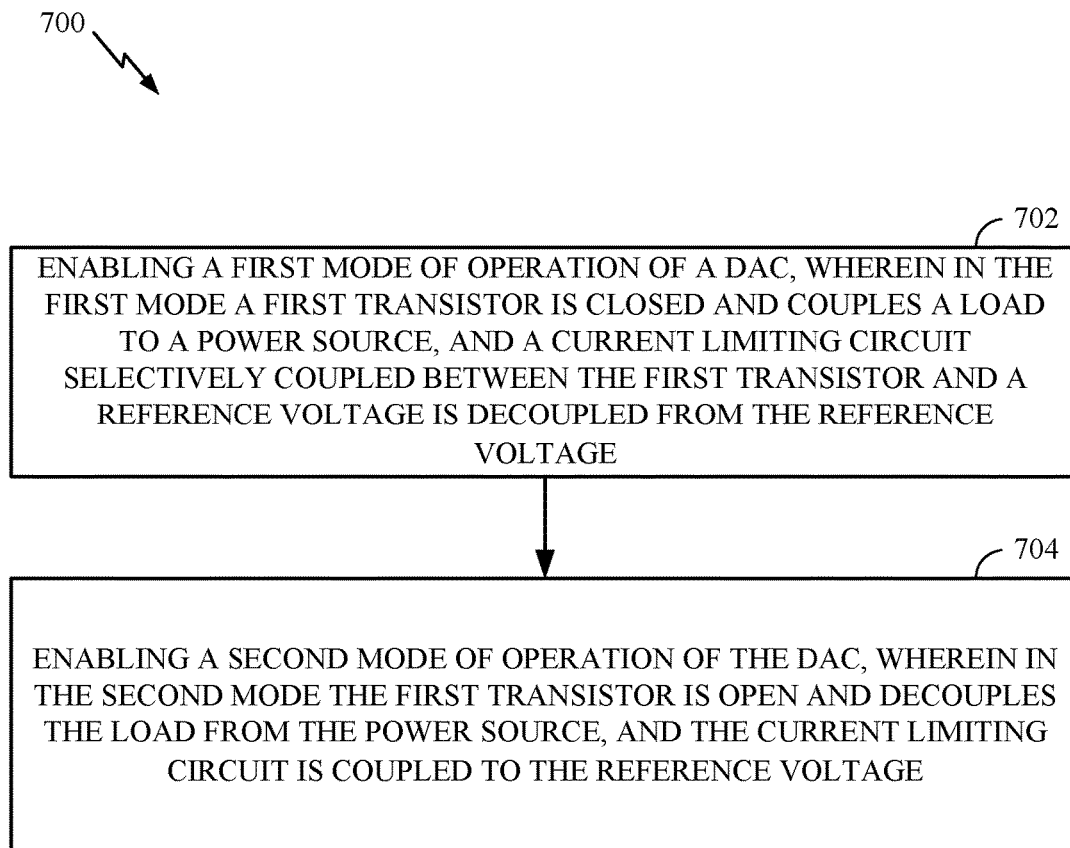 700
702
ENABLING A FIRST MODE OF OPERATION OF A DAC, WHEREIN IN THE
FIRST MODE A FIRST TRANSISTOR IS CLOSED AND COUPLES A LOAD
TO A POWER SOURCE, AND A CURRENT LIMITING CIRCUIT
SELECTIVELY COUPLED BETWEEN THE FIRST TRANSISTOR AND A
REFERENCE VOLTAGE IS DECOUPLED FROM THE REFERENCE
VOLTAGE
704
ENABLING A SECOND MODE OF OPERATION OF THE DAC, WHEREIN IN
THE SECOND MODE THE FIRST TRANSISTOR IS OPEN AND DECOUPLES
THE LOAD FROM THE POWER SOURCE, AND THE CURRENT LIMITING
CIRCUIT IS COUPLED TO THE REFERENCE VOLTAGE